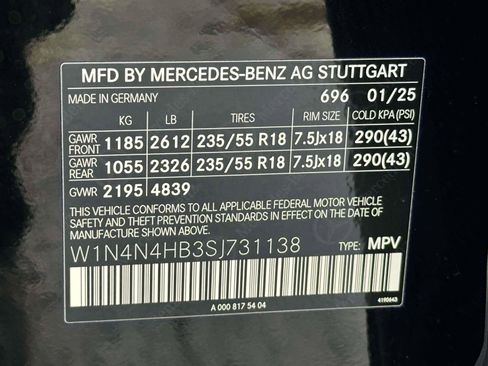 MFD BY MERCEDES-BENZ AG STUTTGART
MADE IN GERMANY 696 01/25
KG LB TIRES RIM SIZE COLD KPA (PSI)
GAWR FRONT 1185 2612 235/55 R18 7.5Jx18 290(43)
GAWR REAR 1055 2326 235/55 R18 7.5Jx18 290(43)
GVWR 2195 4839
THIS VEHICLE CONFORMS TO ALL APPLICABLE FEDERAL MOTOR VEHICLE
SAFETY STANDARDS AND BUMPER AND THEFT PREVENTION
STANDARDS IN EFFECT ON THE DATE OF MANUFACTURE SHOWN ABOVE.
W1N4N4HB3SJ731138 TYPE: MPV
A 000 817 54 04